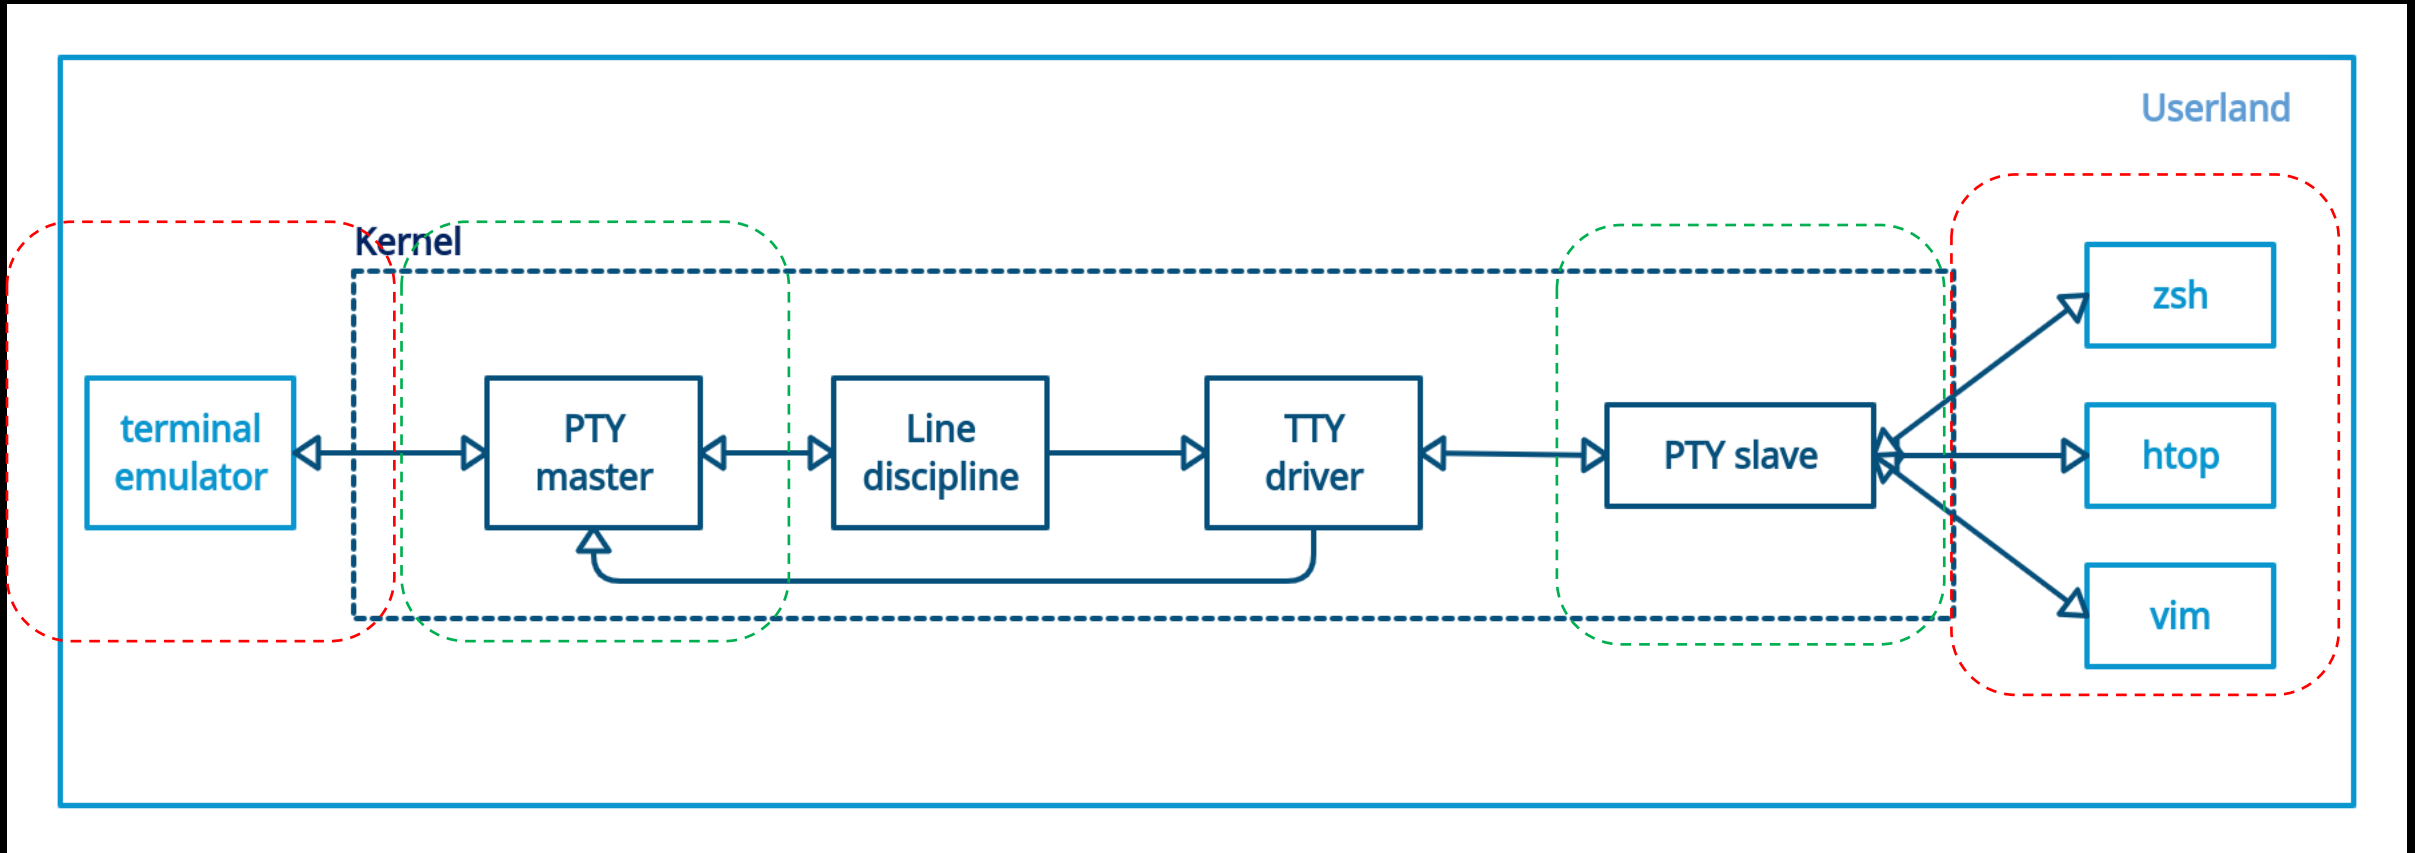 Userland
Kernel
terminal
emulator
PTY
master
Line
discipline
TTY
driver
PTY slave
zsh
htop
vim